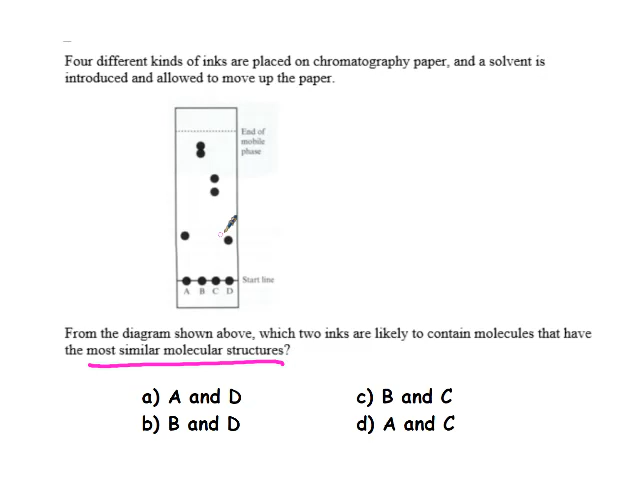 Four different kinds of inks are placed on chromatography paper, and a solvent is
introduced and allowed to move up the paper.
End of
mobile
phase
Start line
A B C D
From the diagram shown above, which two inks are likely to contain molecules that have
the most similar molecular structures?
a) A and D
c) B and C
b) B and D
d) A and C